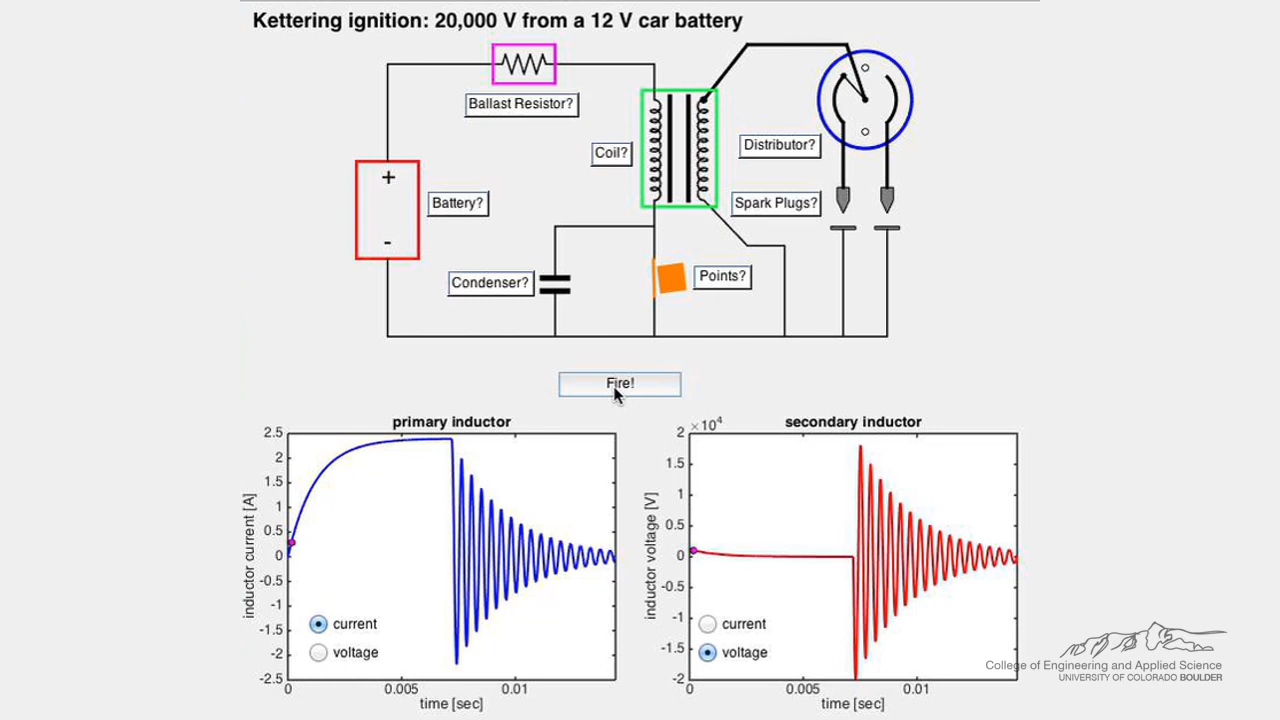 Kettering ignition: 20,000 V from a 12 V car battery
Ballast Resistor?
Coil?
Distributor?
+
Battery?
Spark Plugs?
-
Condenser?
Points?
Fire!
primary inductor
inductor current [A]
2.5
2
1.5
1
0.5
0
-0.5
-1
-1.5
-2
-2.5
current
voltage
0
0.005
0.01
time [sec]
secondary inductor
× 10⁴
inductor voltage [V]
2
1.5
1
0.5
0
-0.5
-1
-1.5
-2
current
voltage
0
0.005
0.01
time [sec]
College of Engineering and Applied Science
UNIVERSITY OF COLORADO BOULDER